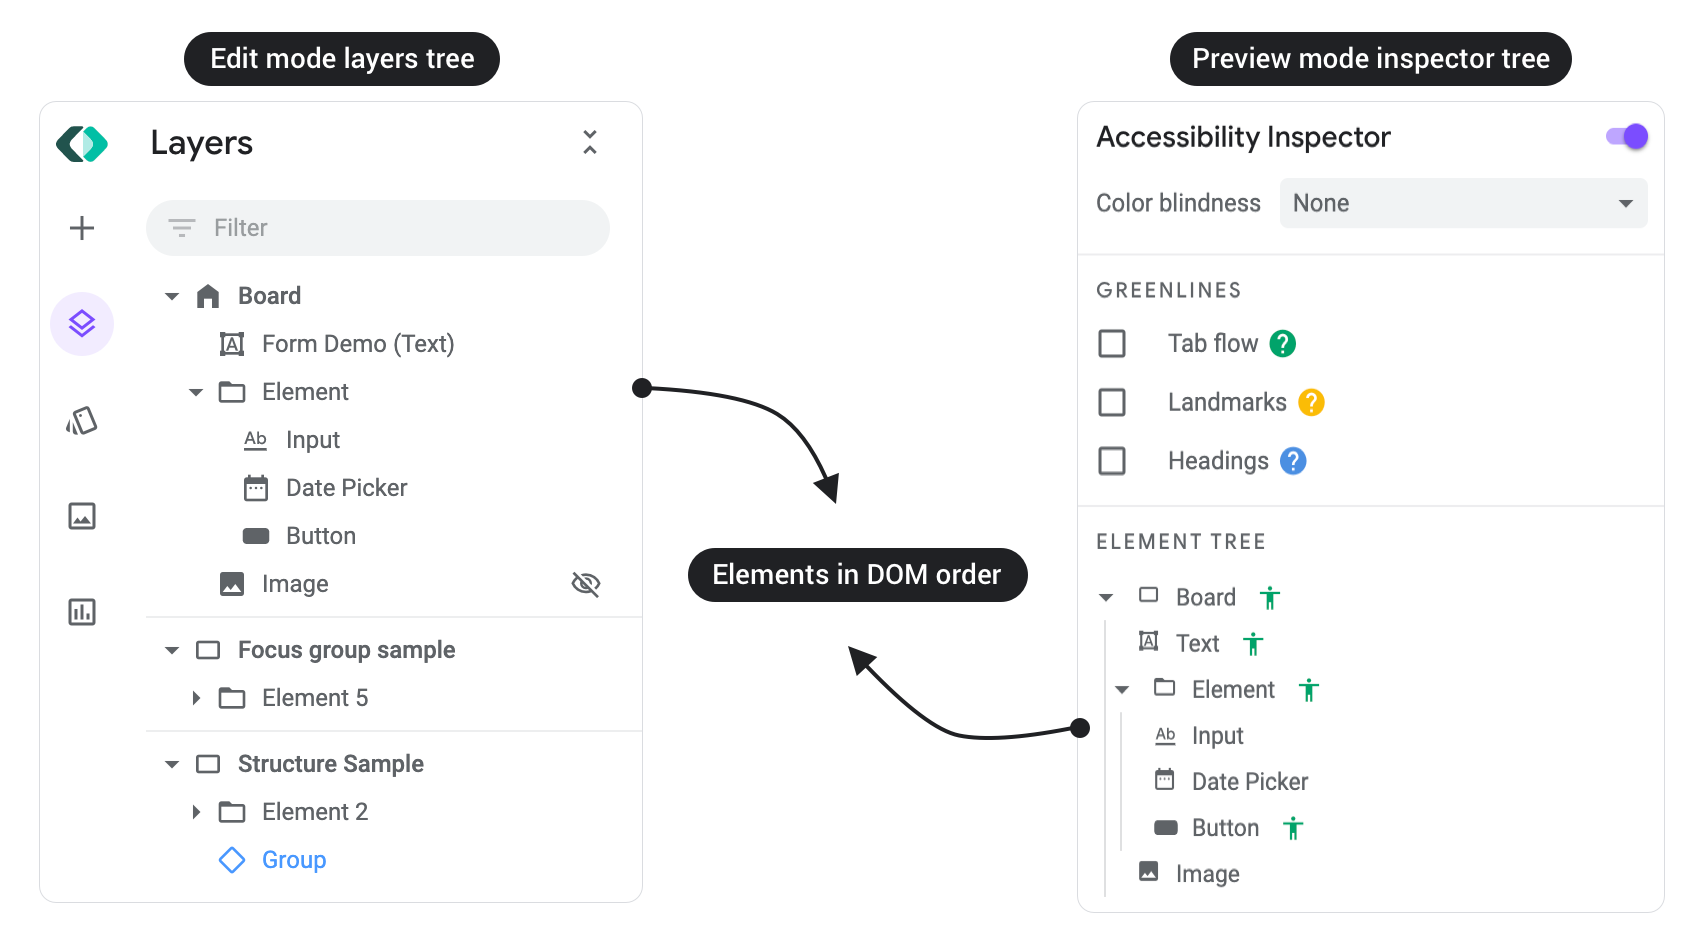 Edit mode layers tree
Layers
Filter
Board
Form Demo (Text)
Element
Ab Input
Date Picker
Button
Image
Focus group sample
Element 5
Structure Sample
Element 2
Group
Elements in DOM order
Preview mode inspector tree
Accessibility Inspector
Color blindness None
GREENLINES
Tab flow ?
Landmarks ?
Headings ?
ELEMENT TREE
Board
A Text
Element
Ab Input
Date Picker
Button
Image